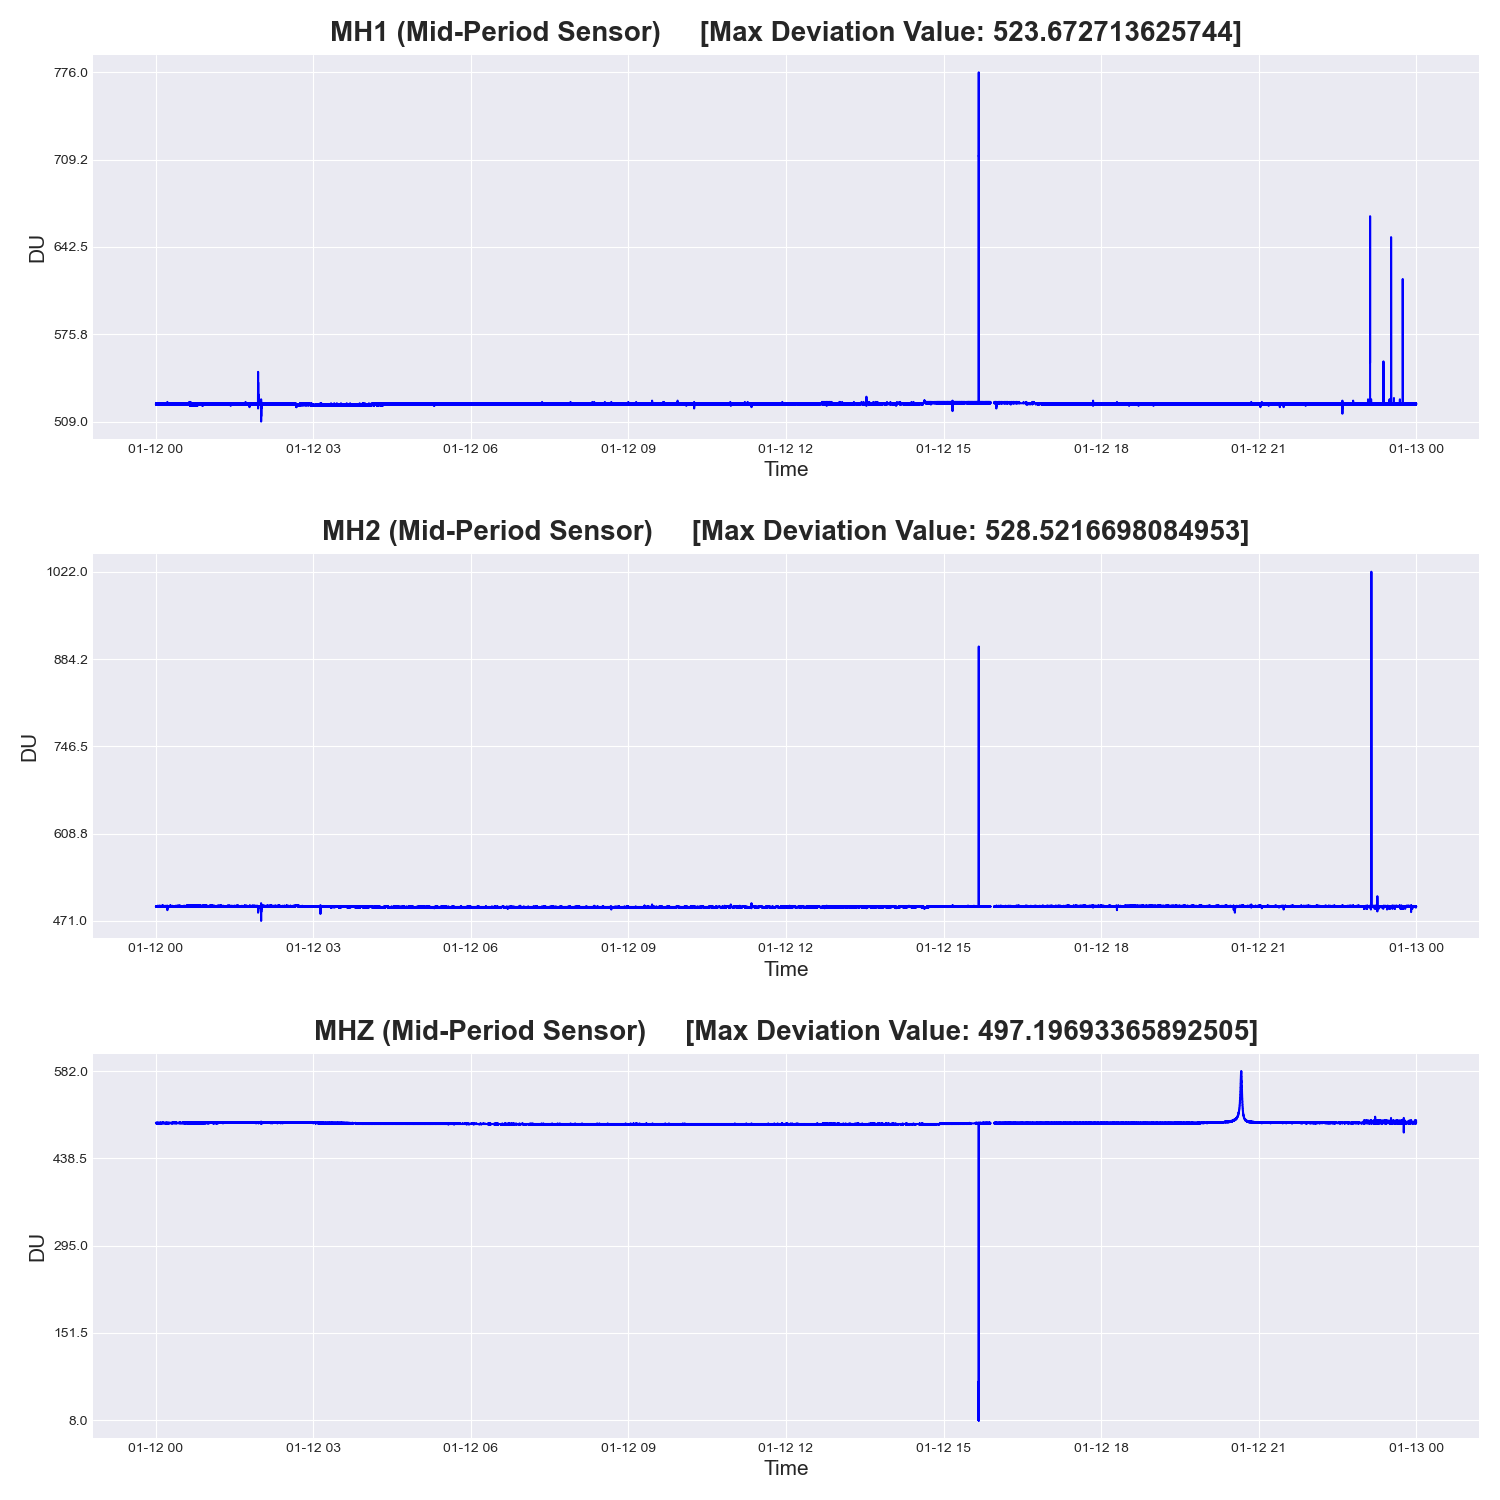 MH1 (Mid-Period Sensor) [Max Deviation Value: 523.672713625744]
776.0
709.2
642.5
575.8
509.0
DU
01-12 00 01-12 03 01-12 06 01-12 09 01-12 12 01-12 15 01-12 18 01-12 21 01-13 00
Time
MH2 (Mid-Period Sensor) [Max Deviation Value: 528.5216698084953]
1022.0
884.2
746.5
608.8
471.0
DU
01-12 00 01-12 03 01-12 06 01-12 09 01-12 12 01-12 15 01-12 18 01-12 21 01-13 00
Time
MHZ (Mid-Period Sensor) [Max Deviation Value: 497.19693365892505]
582.0
438.5
295.0
151.5
8.0
DU
01-12 00 01-12 03 01-12 06 01-12 09 01-12 12 01-12 15 01-12 18 01-12 21 01-13 00
Time